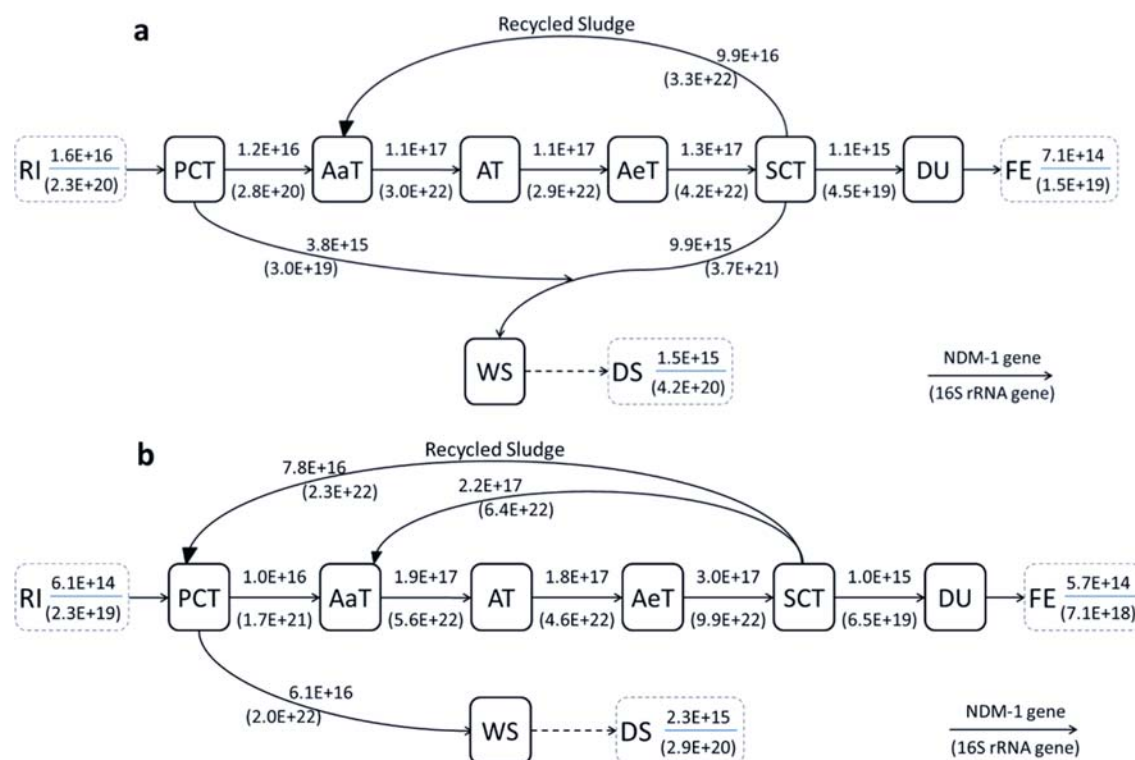 a
Recycled Sludge
9.9E+16
(3.3E+22)
RI
1.6E+16
(2.3E+20)
PCT
1.2E+16
(2.8E+20)
AaT
1.1E+17
(3.0E+22)
AT
1.1E+17
(2.9E+22)
AeT
1.3E+17
(4.2E+22)
SCT
1.1E+15
(4.5E+19)
DU
FE
7.1E+14
(1.5E+19)
3.8E+15
(3.0E+19)
9.9E+15
(3.7E+21)
WS
DS
1.5E+15
(4.2E+20)
NDM-1 gene
(16S rRNA gene)
b
Recycled Sludge
7.8E+16
(2.3E+22)
2.2E+17
(6.4E+22)
RI
6.1E+14
(2.3E+19)
PCT
1.0E+16
(1.7E+21)
AaT
1.9E+17
(5.6E+22)
AT
1.8E+17
(4.6E+22)
AeT
3.0E+17
(9.9E+22)
SCT
1.0E+15
(6.5E+19)
DU
FE
5.7E+14
(7.1E+18)
6.1E+16
(2.0E+22)
WS
DS
2.3E+15
(2.9E+20)
NDM-1 gene
(16S rRNA gene)